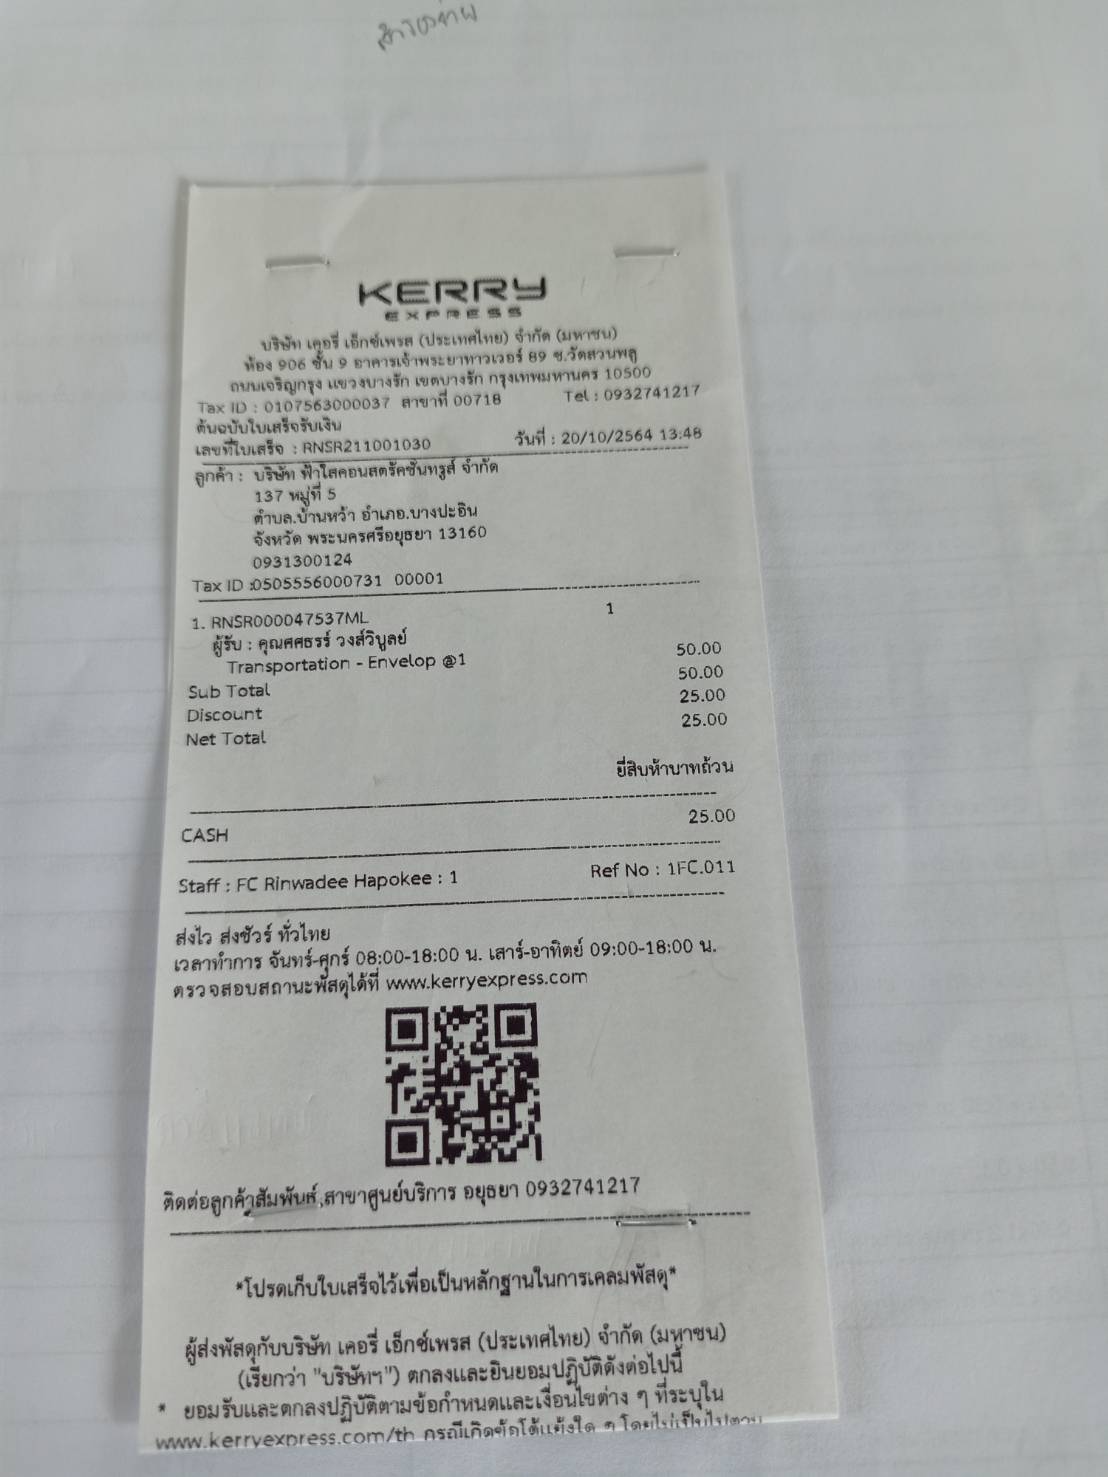 KERRY
EXPRESS
บริษัท เคอรี่ เอ็กซ์เพรส (ประเทศไทย) จำกัด (มหาชน)
ห้อง 906 ชั้น 9 อาคารเจ้าพระยาทาวเวอร์ 89 ซ.วัดสวนพลู
ถนนเจริญกรุง แขวงบางรัก เขตบางรัก กรุงเทพมหานคร 10500
Tax ID : 0107563000037 สาขาที่ 00718 Tel : 0932741217
ต้นฉบับใบเสร็จรับเงิน
เลขที่ใบเสร็จ : RNSR211001030 วันที่ : 20/10/2564 13:48
ลูกค้า : บริษัท ฟ้าใสคอนสตรัคชั่นทรูส์ จำกัด
137 หมู่ที่ 5
ตำบล.บ้านหว้า อำเภอ.บางปะอิน
จังหวัด พระนครศรีอยุธยา 13160
0931300124
Tax ID :0505556000731 00001
1. RNSR000047537ML 1
ผู้รับ : คุณศศธรร์ วงส์วิบูลย์
Transportation - Envelop @1 50.00
Sub Total 50.00
Discount 25.00
Net Total 25.00
ยี่สิบห้าบาทถ้วน
CASH 25.00
Staff : FC Rinwadee Hapokee : 1 Ref No : 1FC.011
ส่งไว ส่งชัวร์ ทั่วไทย
เวลาทำการ จันทร์-ศุกร์ 08:00-18:00 น. เสาร์-อาทิตย์ 09:00-18:00 น.
ตรวจสอบสถานะพัสดุได้ที่ www.kerryexpress.com
ติดต่อลูกค้าสัมพันธ์,สาขาศูนย์บริการ อยุธยา 0932741217
*โปรดเก็บใบเสร็จไว้เพื่อเป็นหลักฐานในการเคลมพัสดุ*
ผู้ส่งพัสดุกับบริษัท เคอรี่ เอ็กซ์เพรส (ประเทศไทย) จำกัด (มหาชน)
(เรียกว่า "บริษัทฯ") ตกลงและยินยอมปฏิบัติดังต่อไปนี้
* ยอมรับและตกลงปฏิบัติตามข้อกำหนดและเงื่อนไขต่าง ๆ ที่ระบุใน
www.kerryexpress.com/th กรณีเกิดข้อโต้แย้งใด ๆ